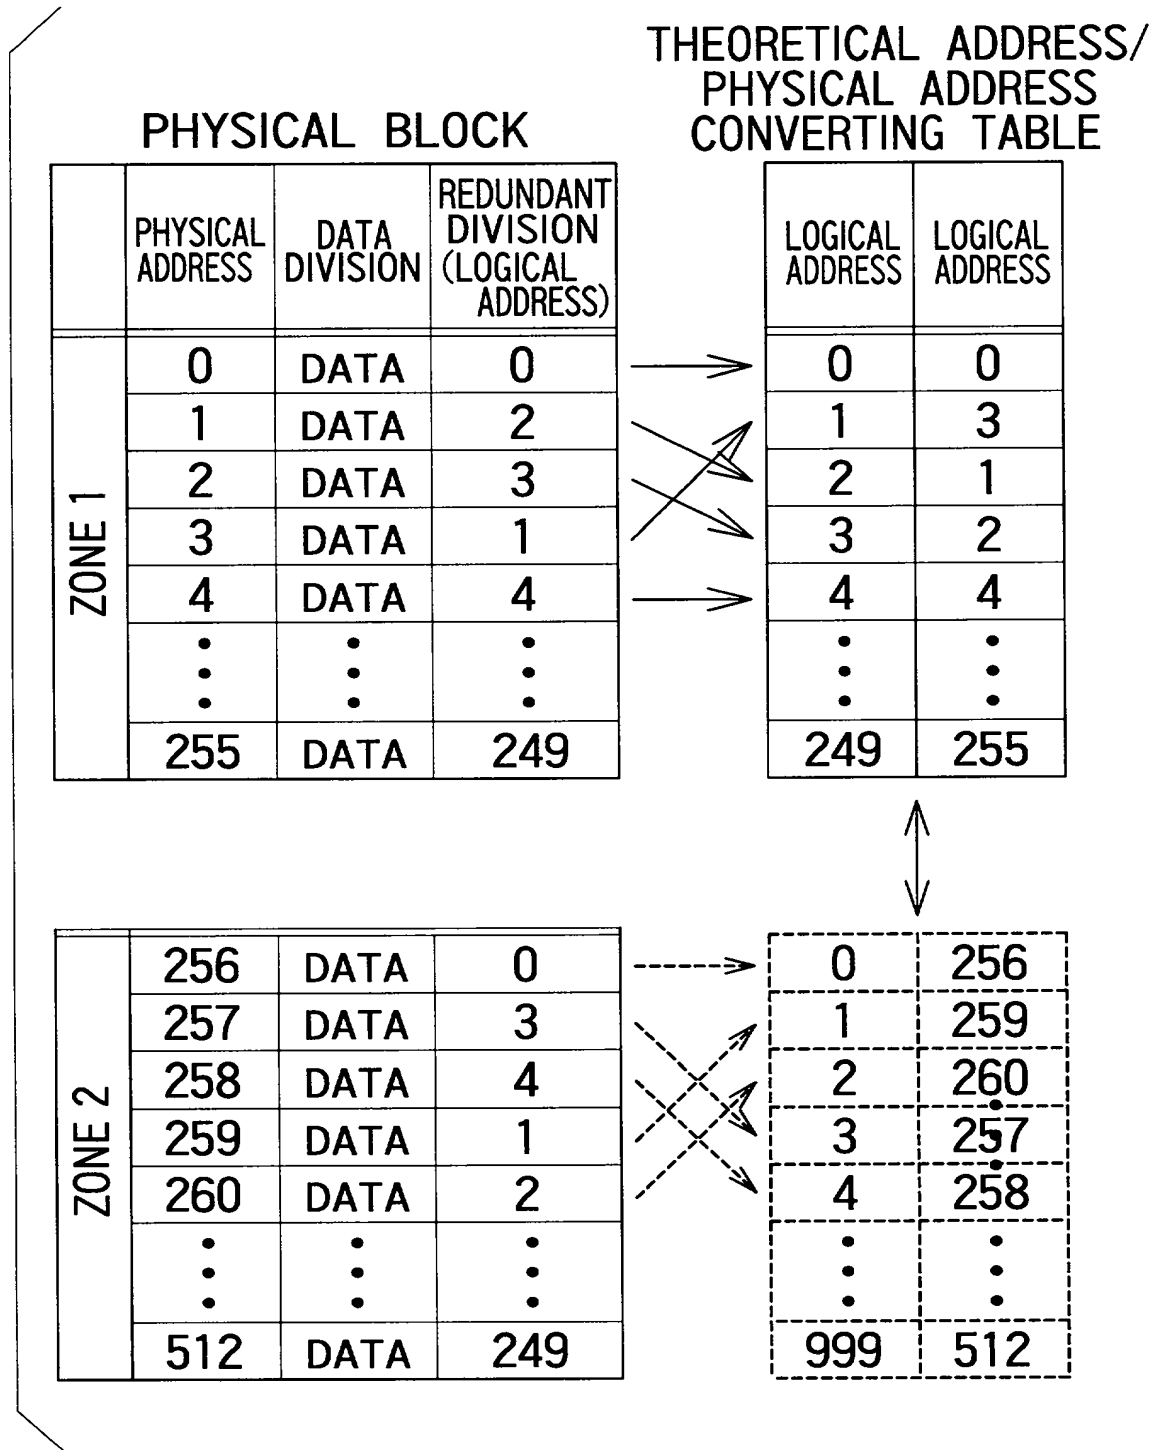 THEORETICAL ADDRESS/
PHYSICAL ADDRESS
CONVERTING TABLE
PHYSICAL BLOCK
PHYSICAL ADDRESS DATA DIVISION REDUNDANT DIVISION (LOGICAL ADDRESS)
ZONE 1
0 DATA 0
1 DATA 2
2 DATA 3
3 DATA 1
4 DATA 4
255 DATA 249
LOGICAL ADDRESS LOGICAL ADDRESS
0 0
1 3
2 1
3 2
4 4
249 255
ZONE 2
256 DATA 0
257 DATA 3
258 DATA 4
259 DATA 1
260 DATA 2
512 DATA 249
0 256
1 259
2 260
3 257
4 258
999 512